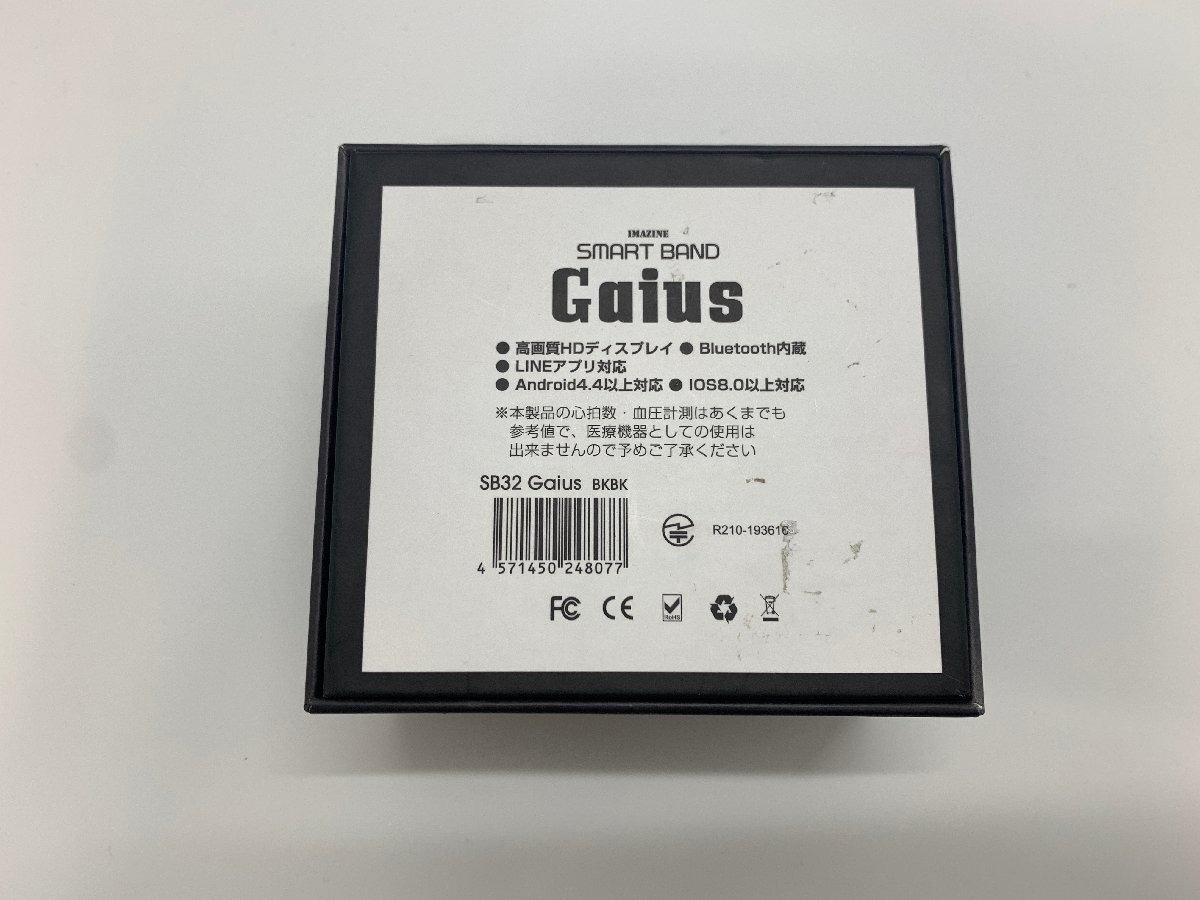 IMAZINE
SMART BAND
Gaius
● 高画質HDディスプレイ ● Bluetooth内蔵
● LINEアプリ対応
● Android4.4以上対応 ● IOS8.0以上対応
※本製品の心拍数・血圧計測はあくまでも
参考値で、医療機器としての使用は
出来ませんので予めご了承ください
SB32 Gaius BKBK
R210-19361C
4 571450 248077
FC CE RoHS